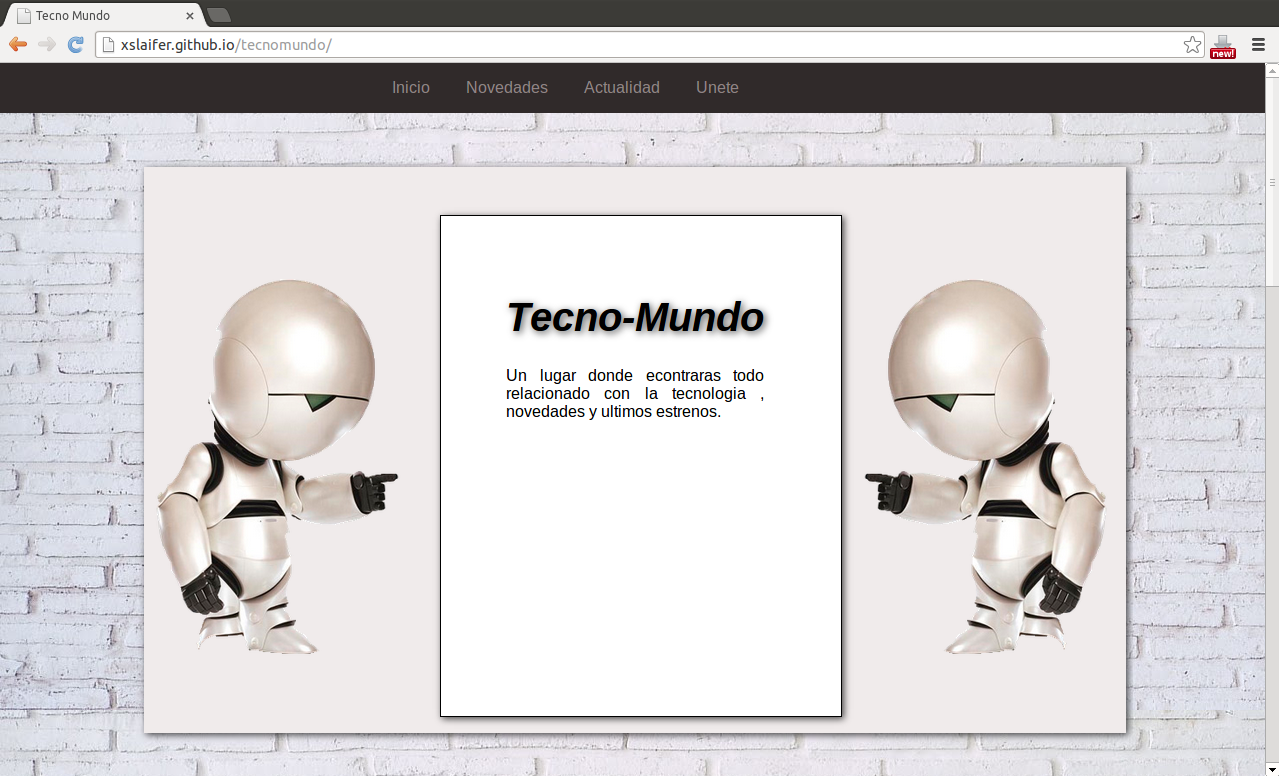 Tecno Mundo
xslaifer.github.io/tecnomundo/
new!
Inicio Novedades Actualidad Unete
Tecno-Mundo
Un lugar donde econtraras todo
relacionado con la tecnologia ,
novedades y ultimos estrenos.